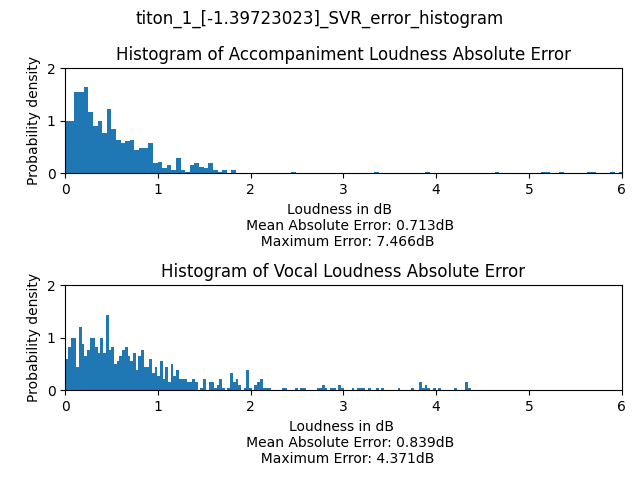 titon_1_[-1.39723023]_SVR_error_histogram
Histogram of Accompaniment Loudness Absolute Error
Probability density
2
1
0
0 1 2 3 4 5 6
Loudness in dB
Mean Absolute Error: 0.713dB
Maximum Error: 7.466dB
Histogram of Vocal Loudness Absolute Error
Probability density
2
1
0
0 1 2 3 4 5 6
Loudness in dB
Mean Absolute Error: 0.839dB
Maximum Error: 4.371dB